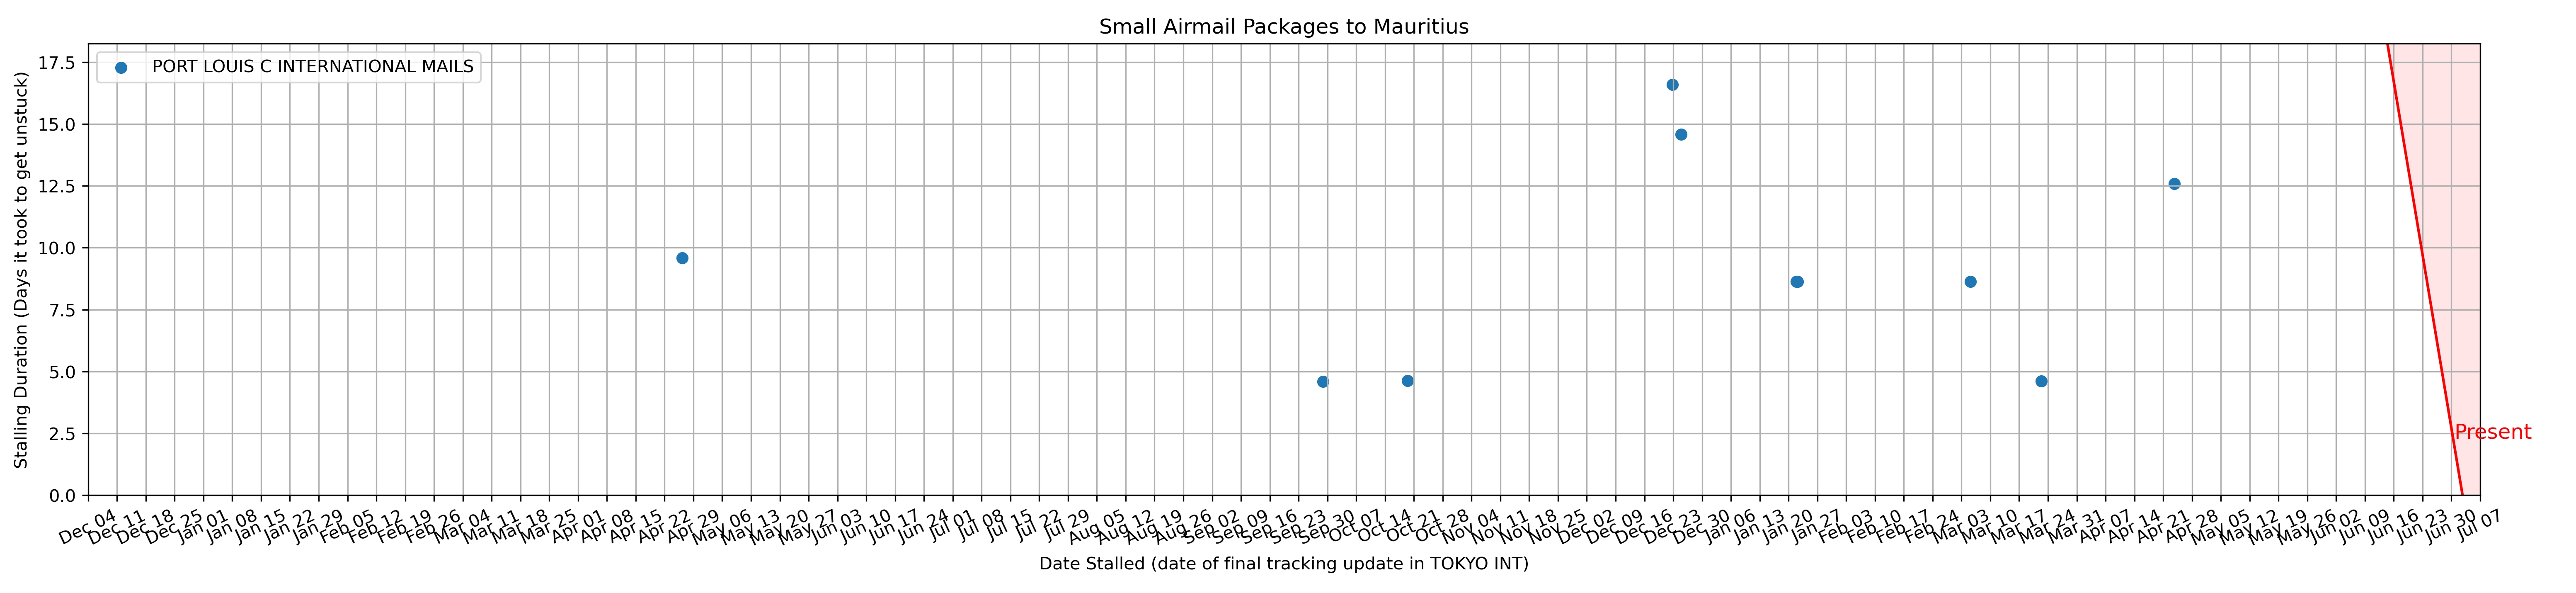 Small Airmail Packages to Mauritius
PORT LOUIS C INTERNATIONAL MAILS
Stalling Duration (Days it took to get unstuck)
17.5
15.0
12.5
10.0
7.5
5.0
2.5
0.0
Present
Dec 04 Dec 11 Dec 18 Dec 25 Jan 01 Jan 08 Jan 15 Jan 22 Jan 29 Feb 05 Feb 12 Feb 19 Feb 26 Mar 04 Mar 11 Mar 18 Mar 25 Apr 01 Apr 08 Apr 15 Apr 22 Apr 29 May 06 May 13 May 20 May 27 Jun 03 Jun 10 Jun 17 Jun 24 Jul 01 Jul 08 Jul 15 Jul 22 Jul 29 Aug 05 Aug 12 Aug 19 Aug 26 Sep 02 Sep 09 Sep 16 Sep 23 Sep 30 Oct 07 Oct 14 Oct 21 Oct 28 Nov 04 Nov 11 Nov 18 Nov 25 Dec 02 Dec 09 Dec 16 Dec 23 Dec 30 Jan 06 Jan 13 Jan 20 Jan 27 Feb 03 Feb 10 Feb 17 Feb 24 Mar 03 Mar 10 Mar 17 Mar 24 Mar 31 Apr 07 Apr 14 Apr 21 Apr 28 May 05 May 12 May 19 May 26 Jun 02 Jun 09 Jun 16 Jun 23 Jun 30 Jul 07
Date Stalled (date of final tracking update in TOKYO INT)